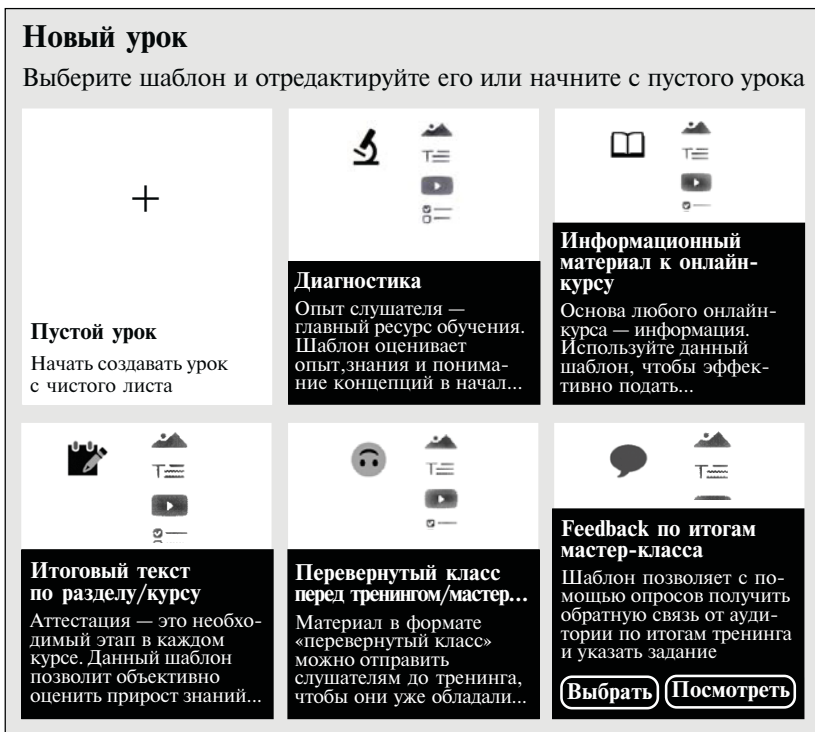 Новый урок
Выберите шаблон и отредактируйте его или начните с пустого урока
Пустой урок
Начать создавать урок
с чистого листа
Диагностика
Опыт слушателя —
главный ресурс обучения.
Шаблон оценивает
опыт,знания и понима-
ние концепций в начал...
Информационный
материал к онлайн-
курсу
Основа любого онлайн-
курса — информация.
Используйте данный
шаблон, чтобы эффек-
тивно подать...
Итоговый текст
по разделу/курсу
Аттестация — это необхо-
димый этап в каждом
курсе. Данный шаблон
позволит объективно
оценить прирост знаний...
Перевернутый класс
перед тренингом/мастер...
Материал в формате
«перевернутый класс»
можно отправить
слушателям до тренинга,
чтобы они уже обладали...
Feedback по итогам
мастер-класса
Шаблон позволяет с по-
мощью опросов получить
обратную связь от ауди-
тории по итогам тренинга
и указать задание
Выбрать Посмотреть